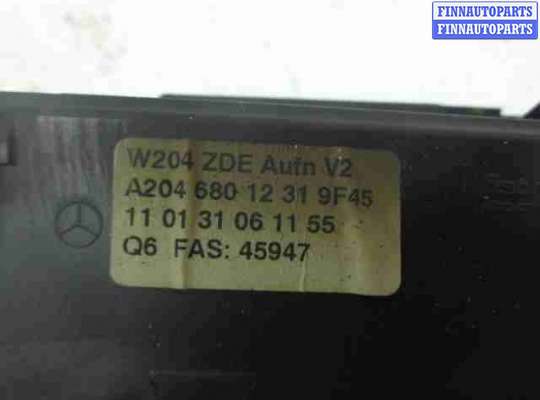 FINNAUTOPARTS
FINNAUTOPARTS
W204 ZDE Aufn V2
A204 680 12 31 9F45
11 01 31 06 11 55
Q6 FAS: 45947